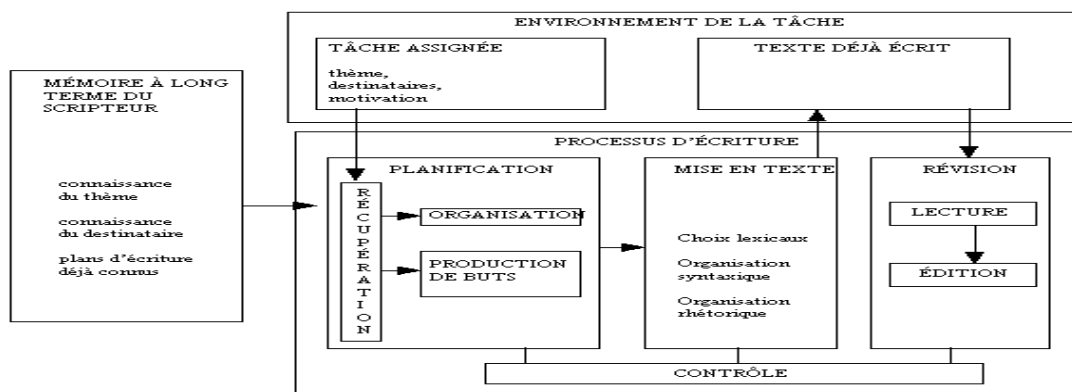 ENVIRONNEMENT DE LA TÂCHE
TÂCHE ASSIGNÉE
thème,
destinataires,
motivation
TEXTE DÉJÀ ÉCRIT
MÉMOIRE À LONG
TERME DU
SCRIPTEUR
connaissance
du thème
connaissance
du destinataire
plans d'écriture
déjà connus
PROCESSUS D'ÉCRITURE
PLANIFICATION
RÉCUPÉRATION
ORGANISATION
PRODUCTION
DE BUTS
MISE EN TEXTE
Choix lexicaux
Organisation
syntaxique
Organisation
rhétorique
RÉVISION
LECTURE
ÉDITION
CONTRÔLE